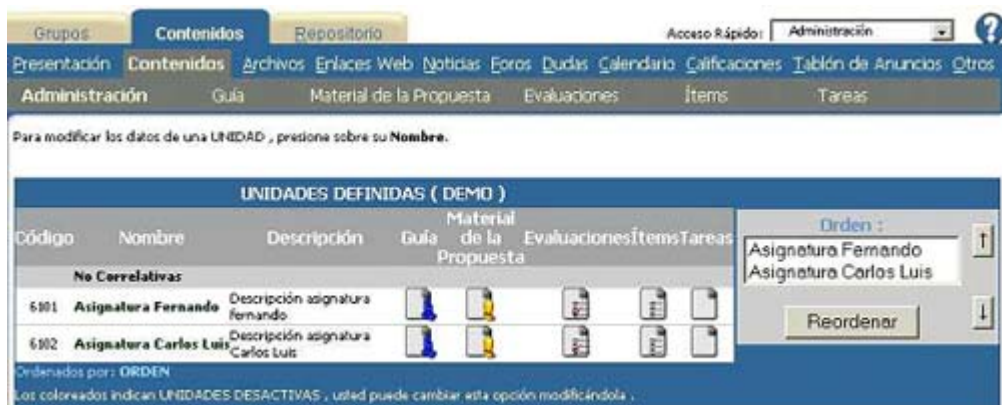 Grupos Contenidos Repositorio Acceso Rápido: Administración ?
Presentación Contenidos Archivos Enlaces Web Noticias Foros Dudas Calendario Calificaciones Tablón de Anuncios Otros
Administración Guía Material de la Propuesta Evaluaciones Ítems Tareas
Para modificar los datos de una UNIDAD , presione sobre su Nombre.
UNIDADES DEFINIDAS ( DEMO )
Código Nombre Descripción Guía Material de la Propuesta Evaluaciones Ítems Tareas
No Correlativas
6101 Asignatura Fernando Descripción asignatura fernando
6102 Asignatura Carlos Luis Descripción asignatura Carlos Luis
Orden :
Asignatura Fernando
Asignatura Carlos Luis
Reordenar
Ordenados por: ORDEN
Los coloreados indican UNIDADES DESACTIVAS , usted puede cambiar esta opción modificándola .